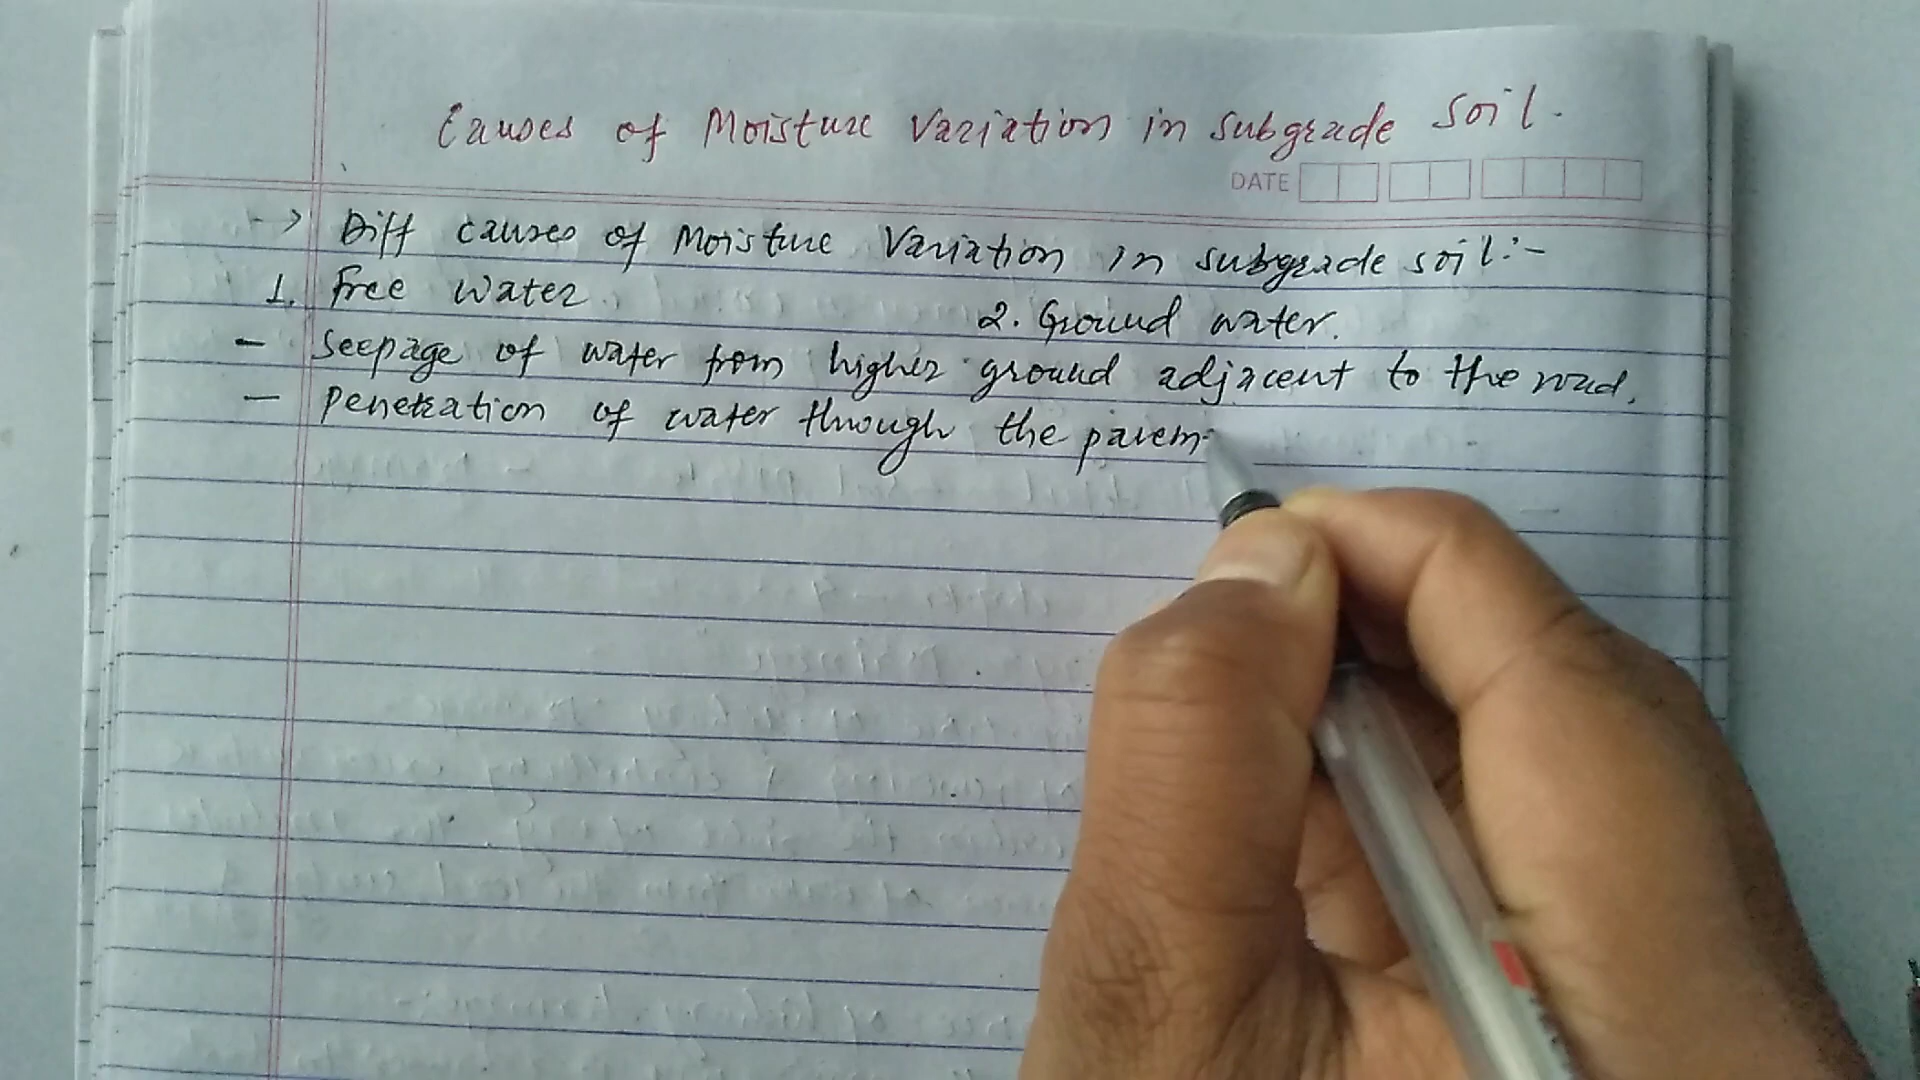 Causes of Moisture Variation in subgrade soil.
DATE
→ Diff causes of Moisture Variation in subgrade soil:-
1. Free Water 2. Ground water.
- Seepage of water from higher ground adjacent to the road.
- penetration of water through the pavem